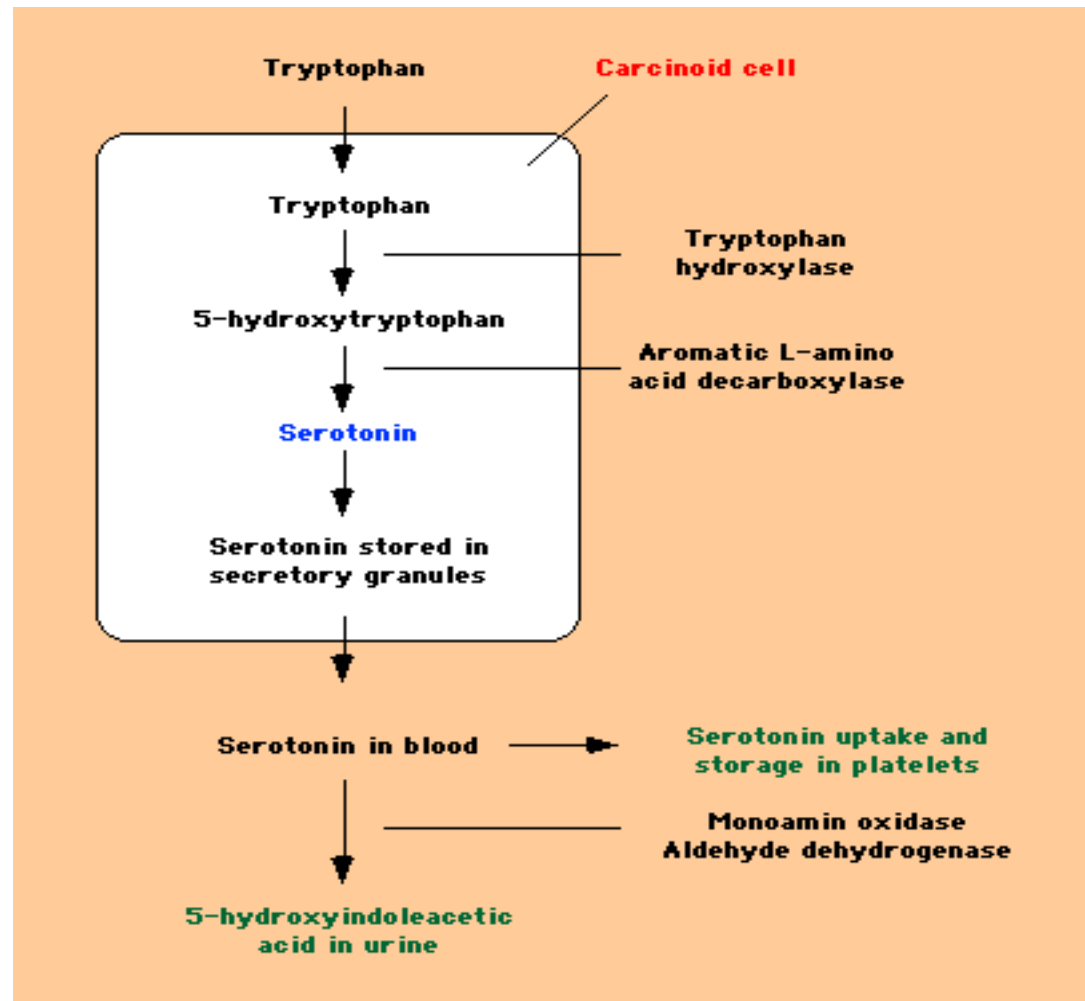 Tryptophan
Carcinoid cell
Tryptophan
Tryptophan
hydroxylase
5-hydroxytryptophan
Aromatic L-amino
acid decarboxylase
Serotonin
Serotonin stored in
secretory granules
Serotonin in blood
Serotonin uptake and
storage in platelets
Monoamin oxidase
Aldehyde dehydrogenase
5-hydroxyindoleacetic
acid in urine